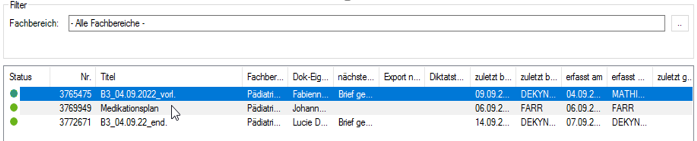 Filter
Fachbereich: - Alle Fachbereiche - ..
Status Nr. Titel Fachber... Dok-Eig... nächste... Export n... Diktatst... zuletzt b... zuletzt b... erfasst am erfasst ... zuletzt g...
3765475 B3_04.09.2022_vorl. Pädiatri... Fabienn... Brief ge... 09.09.2... DEKYN... 04.09.2... MATHI...
3769949 Medikationsplan Pädiatri... Johann... 06.09.2... FARR 06.09.2... FARR
3772671 B3_04.09.22_end. Pädiatri... Lucie D... Brief ge... 14.09.2... DEKYN... 07.09.2... DEKYN...